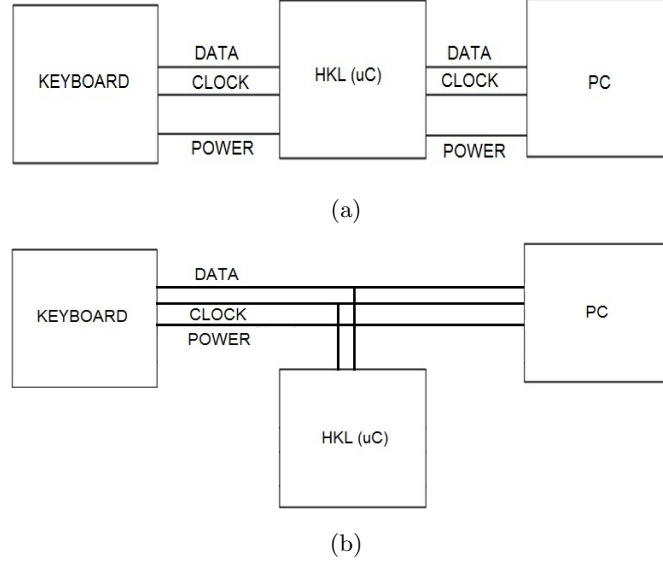 DATA
DATA
KEYBOARD
CLOCK
HKL (uC)
CLOCK
PC
POWER
POWER
(a)
DATA
KEYBOARD
CLOCK
PC
POWER
HKL (uC)
(b)